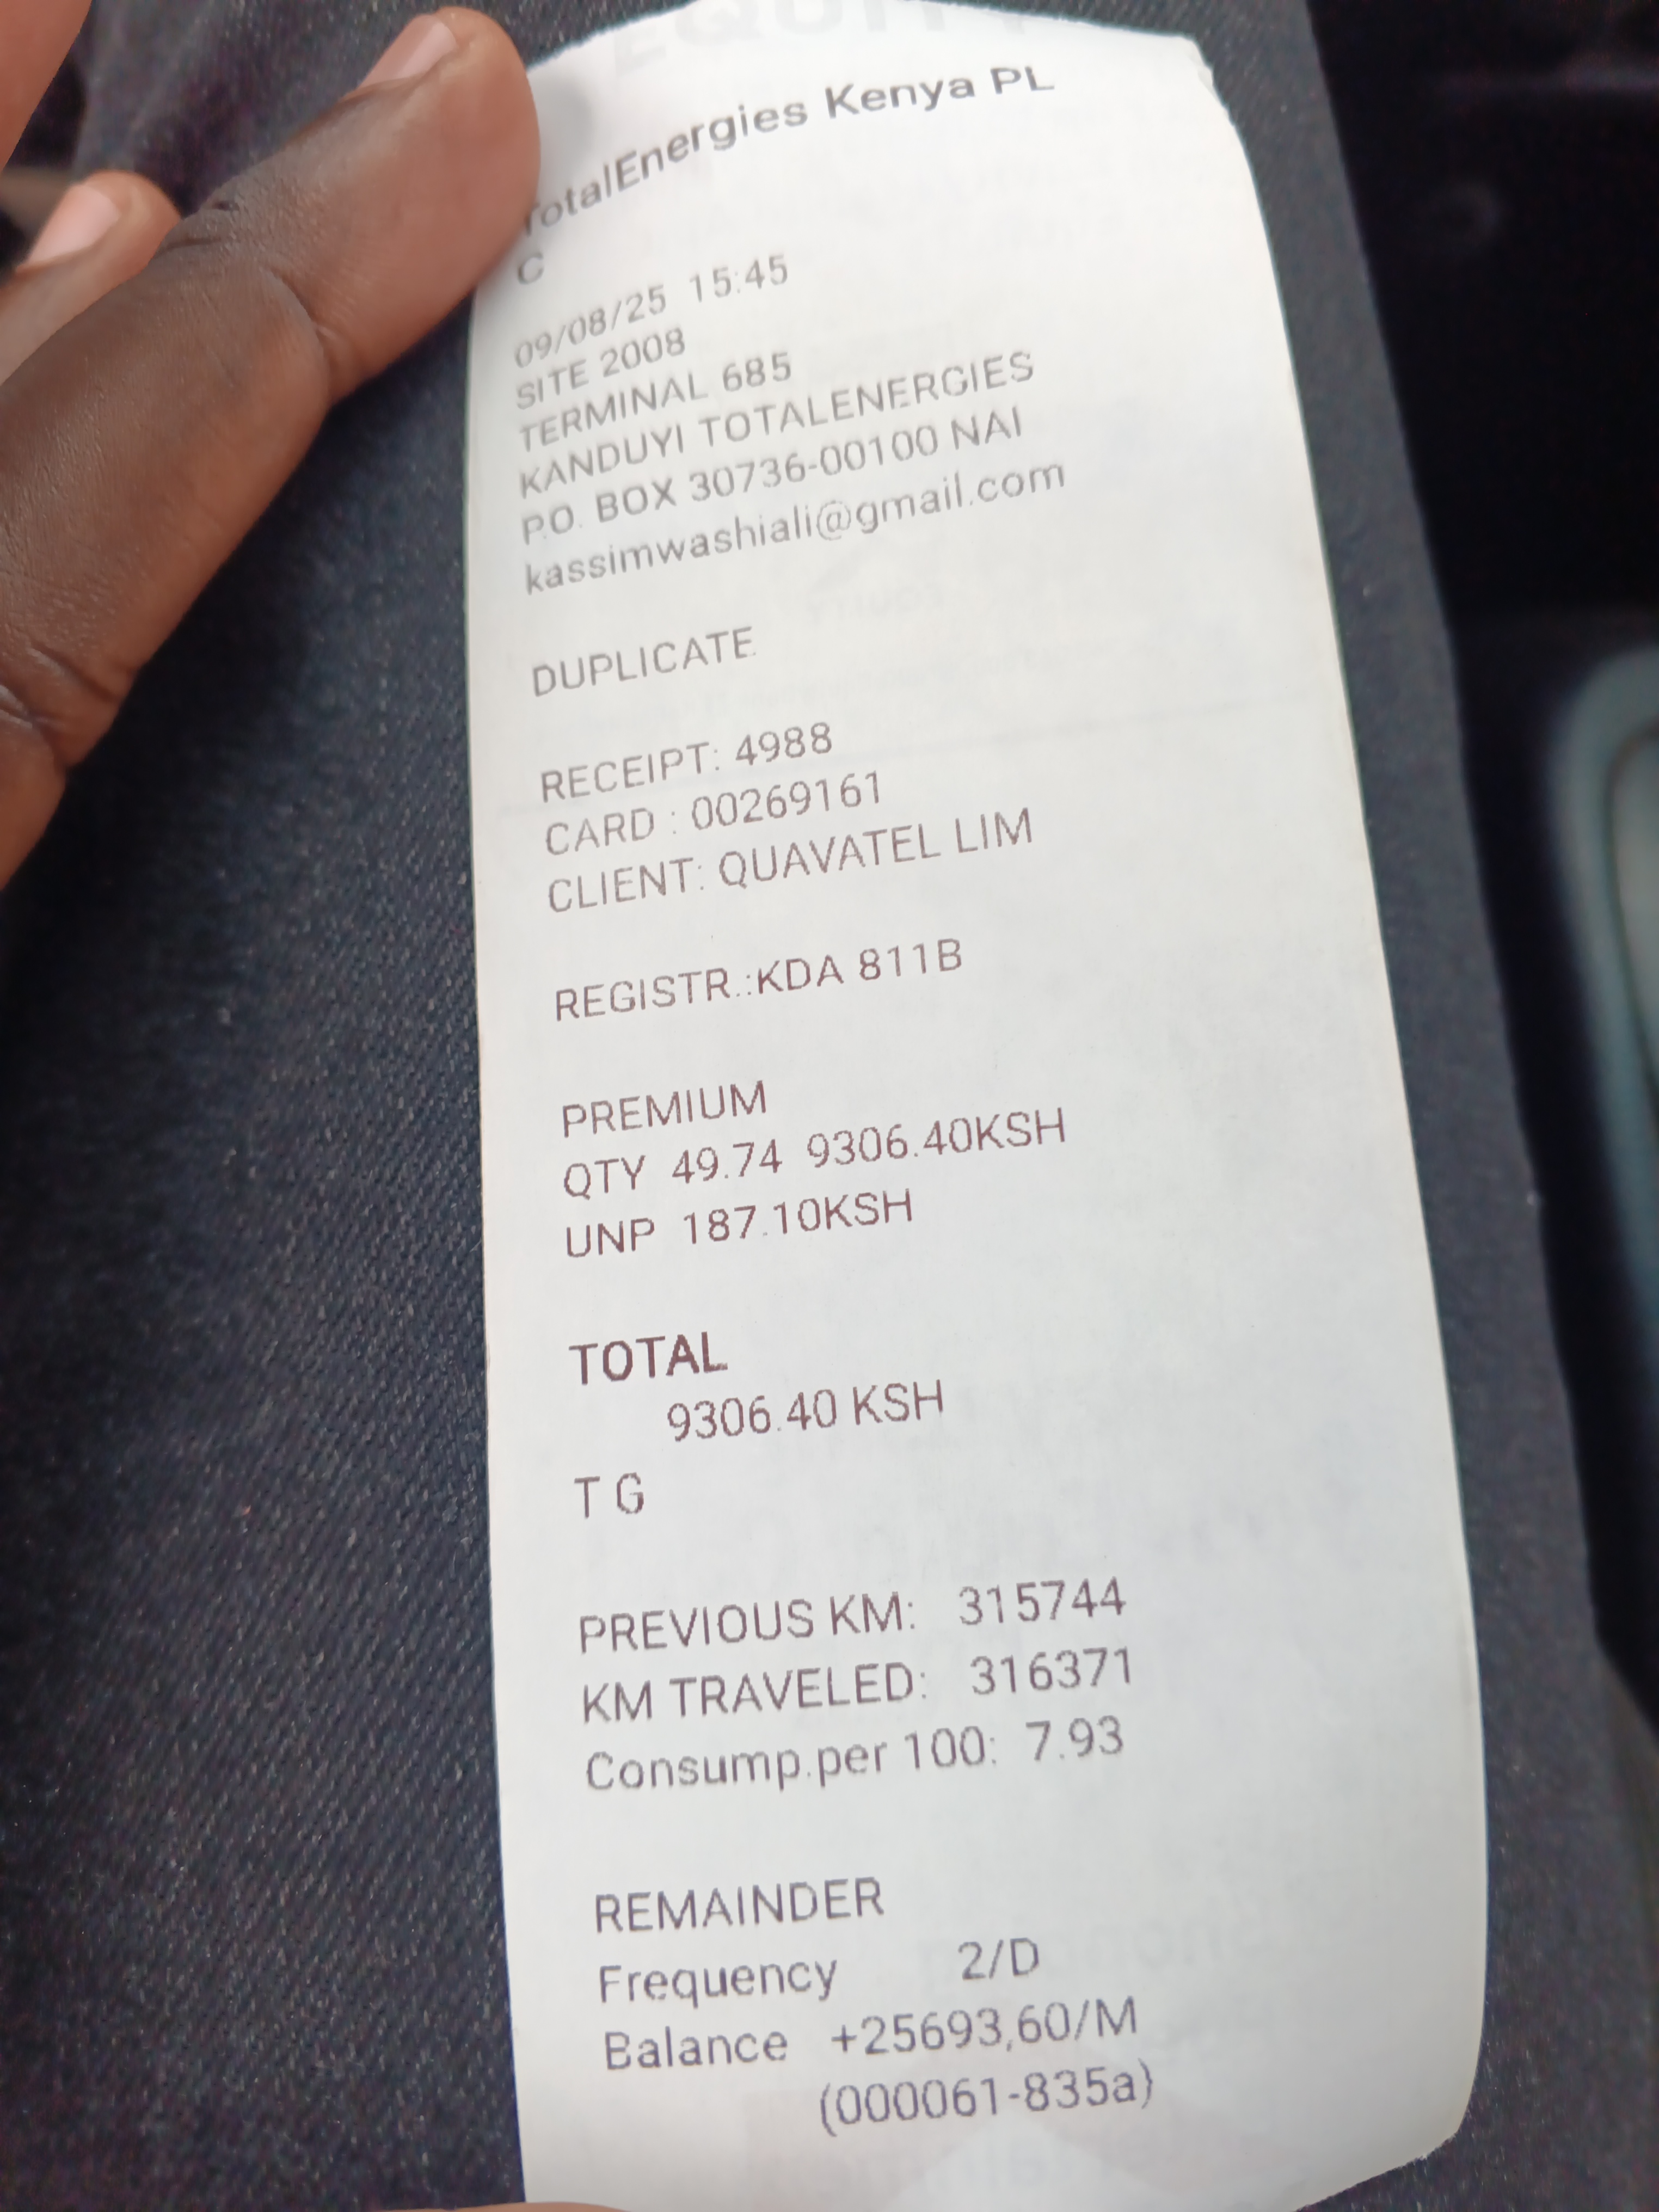 TotalEnergies Kenya PL
C
09/08/25 15:45
SITE 2008
TERMINAL 685
KANDUYI TOTALENERGIES
P.O. BOX 30736-00100 NAI
kassimwashiali@gmail.com
DUPLICATE
RECEIPT: 4988
CARD : 00269161
CLIENT: QUAVATEL LIM
REGISTR.:KDA 811B
PREMIUM
QTY 49.74 9306.40KSH
UNP 187.10KSH
TOTAL
9306.40 KSH
T G
PREVIOUS KM: 315744
KM TRAVELED: 316371
Consump.per 100: 7.93
REMAINDER
Frequency 2/D
Balance +25693,60/M
(000061-835a)